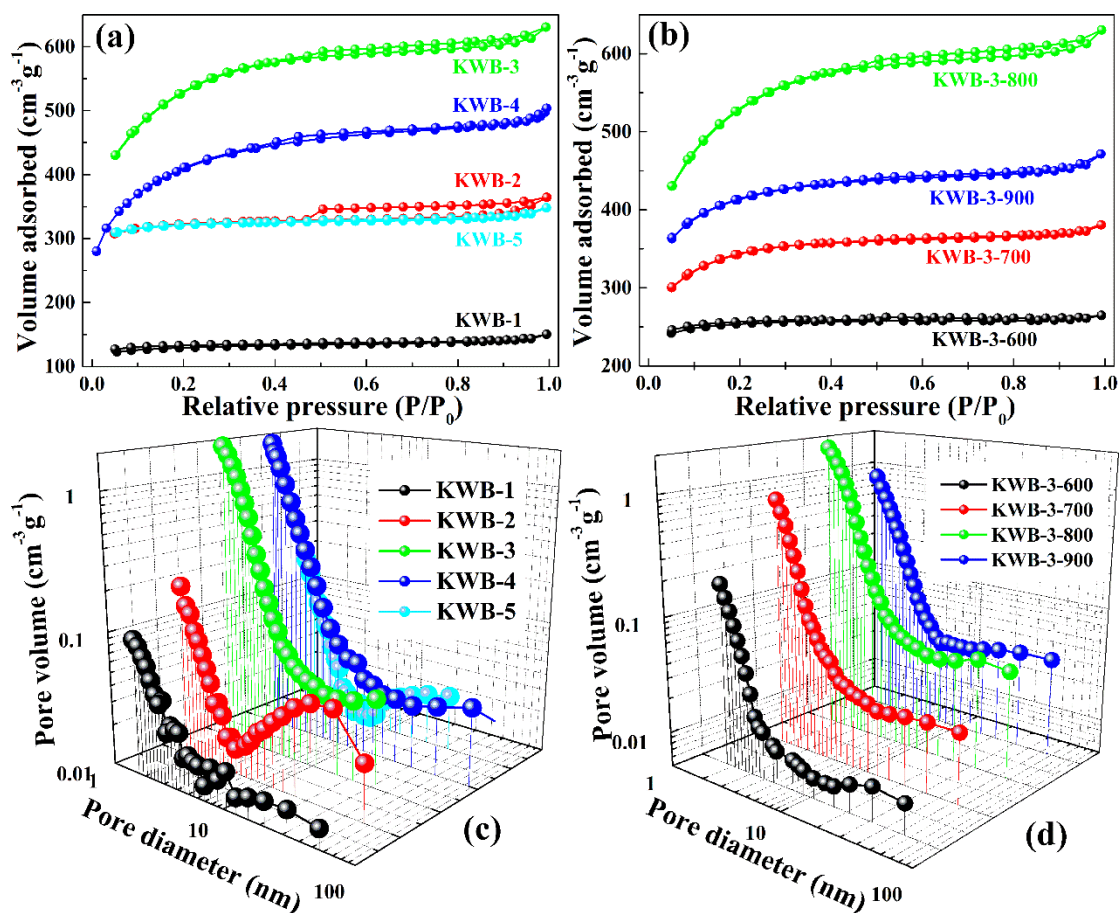 (a)
600
500
400
300
200
100
Volume adsorbed (cm⁻³g⁻¹)
KWB-3
KWB-4
KWB-2
KWB-5
KWB-1
0.0 0.2 0.4 0.6 0.8 1.0
Relative pressure (P/P₀)
(b)
600
500
400
300
200
Volume adsorbed (cm⁻³g⁻¹)
KWB-3-800
KWB-3-900
KWB-3-700
KWB-3-600
0.0 0.2 0.4 0.6 0.8 1.0
Relative pressure (P/P₀)
1
0.1
0.01
Pore volume (cm⁻³g⁻¹)
KWB-1
KWB-2
KWB-3
KWB-4
KWB-5
1
10
100
Pore diameter (nm)
(c)
1
0.1
0.01
Pore volume (cm⁻³g⁻¹)
KWB-3-600
KWB-3-700
KWB-3-800
KWB-3-900
1
10
100
Pore diameter (nm)
(d)